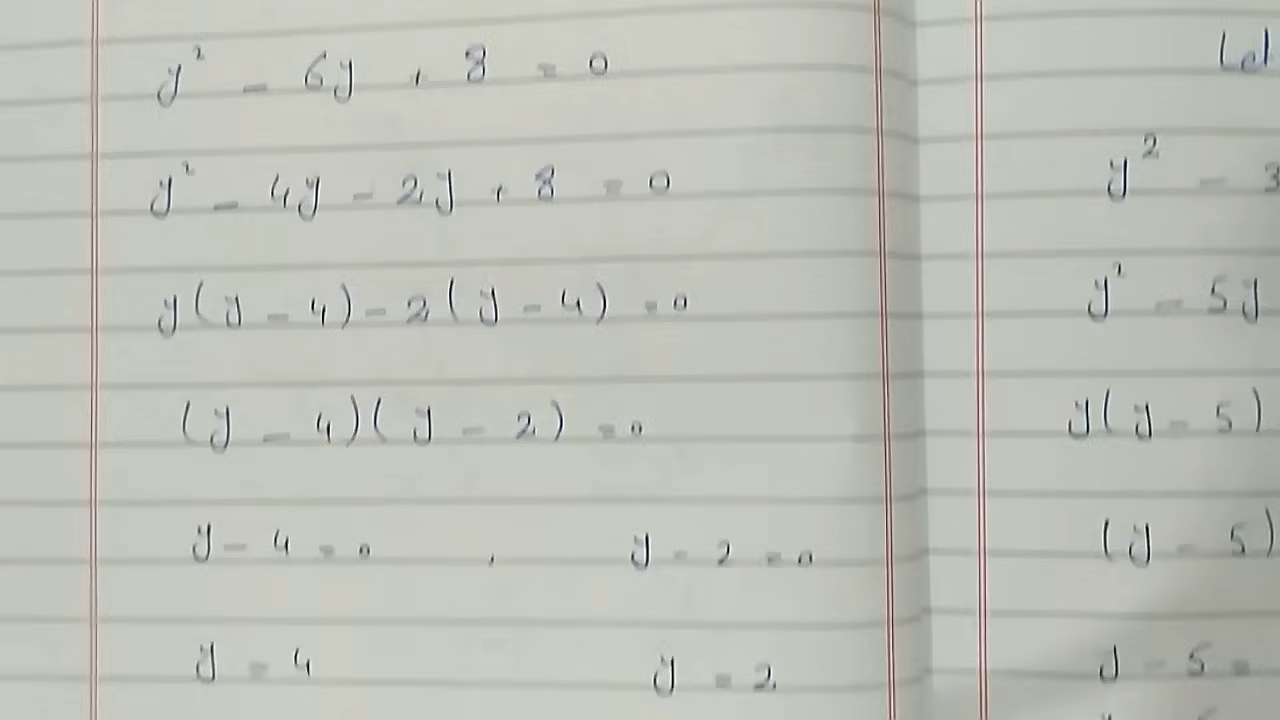 y² - 6y + 8 = 0
y² - 4y - 2y + 8 = 0
y(y - 4) - 2(y - 4) = 0
(y - 4)(y - 2) = 0
y - 4 = 0 , y - 2 = 0
y = 4 y = 2
y² - 3
y² - 5y
y(y - 5)
(y - 5)
y - 5 =